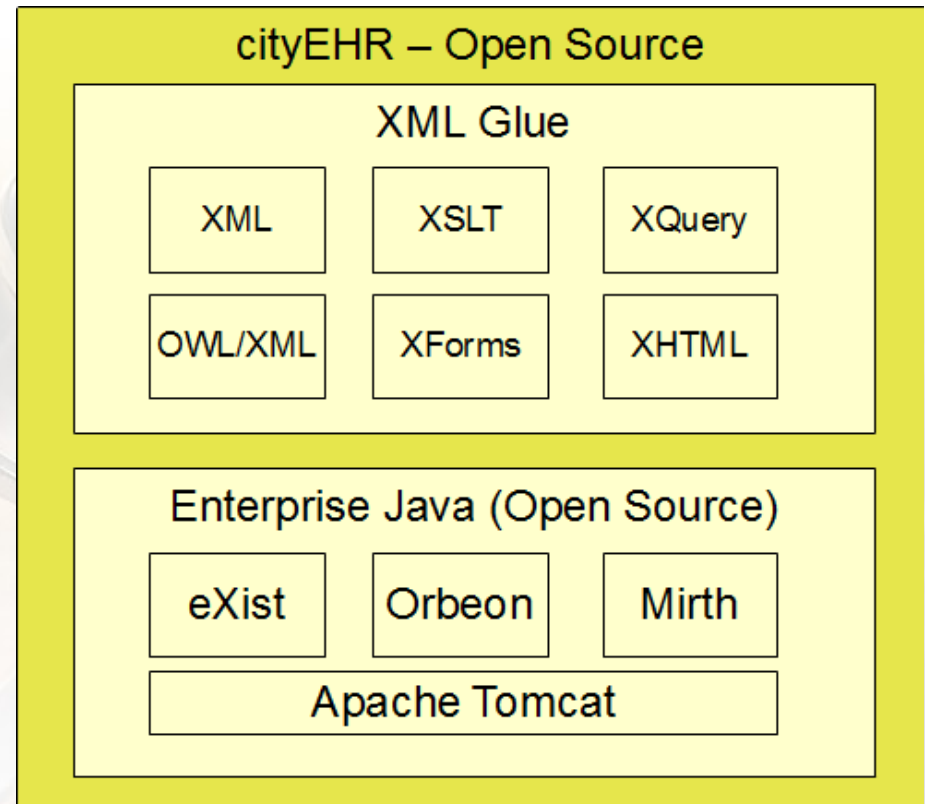 cityEHR – Open Source
XML Glue
XML XSLT XQuery
OWL/XML XForms XHTML
Enterprise Java (Open Source)
eXist Orbeon Mirth
Apache Tomcat